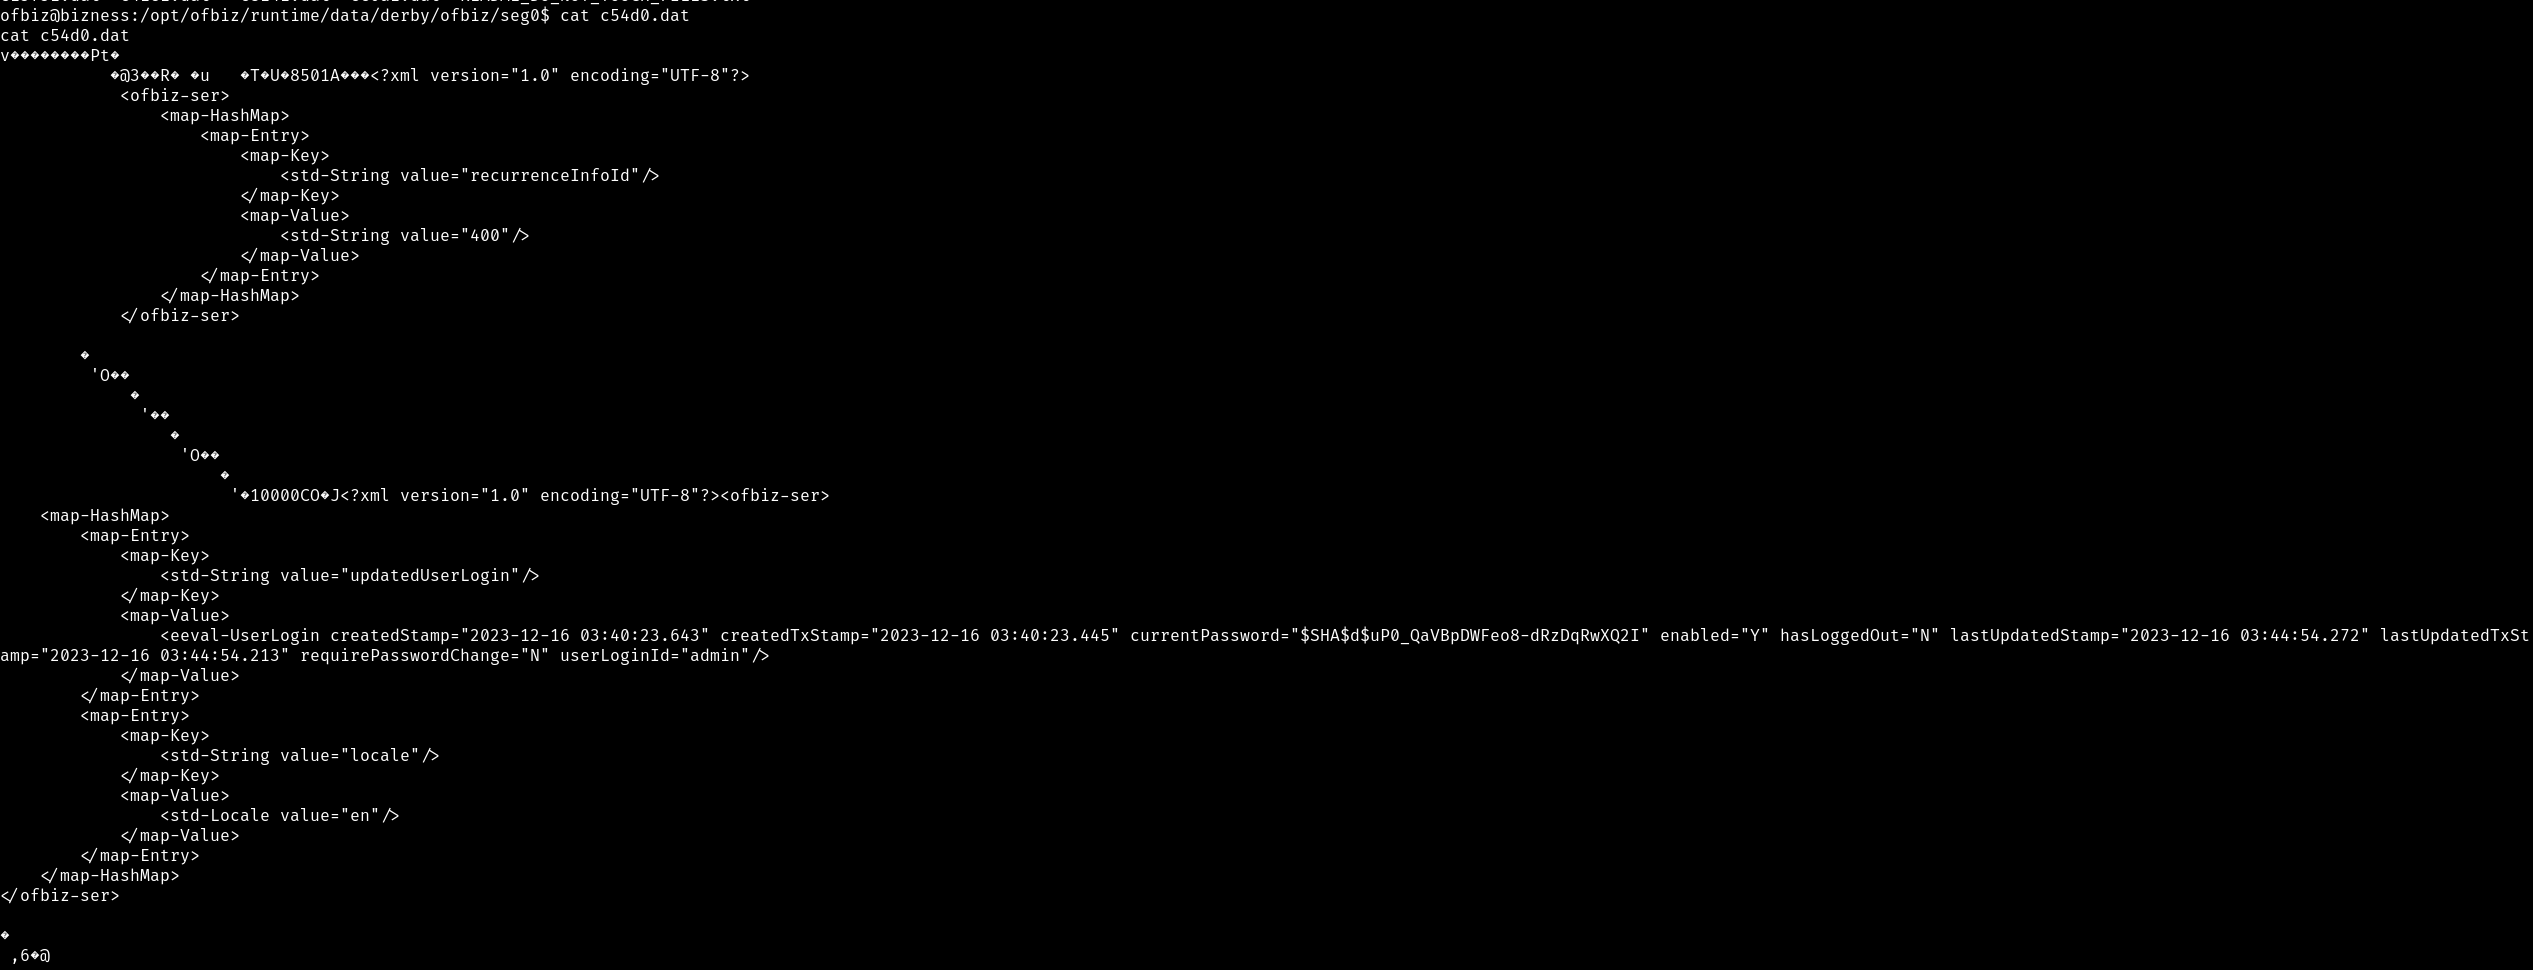 ofbiz@bizness:/opt/ofbiz/runtime/data/derby/ofbiz/seg0$ cat c54d0.dat
cat c54d0.dat
v���������Pt�
�@3��R� �u �T�U�8501A���<?xml version="1.0" encoding="UTF-8"?>
<ofbiz-ser>
<map-HashMap>
<map-Entry>
<map-Key>
<std-String value="recurrenceInfoId"/>
</map-Key>
<map-Value>
<std-String value="400"/>
</map-Value>
</map-Entry>
</map-HashMap>
</ofbiz-ser>
�
'O��
�
'��
�
'O��
�
'�10000CO�J<?xml version="1.0" encoding="UTF-8"?><ofbiz-ser>
<map-HashMap>
<map-Entry>
<map-Key>
<std-String value="updatedUserLogin"/>
</map-Key>
<map-Value>
<eeval-UserLogin createdStamp="2023-12-16 03:40:23.643" createdTxStamp="2023-12-16 03:40:23.445" currentPassword="$SHA$d$uP0_QaVBpDWFeo8-dRzDqRwXQ2I" enabled="Y" hasLoggedOut="N" lastUpdatedStamp="2023-12-16 03:44:54.272" lastUpdatedTxSt
amp="2023-12-16 03:44:54.213" requirePasswordChange="N" userLoginId="admin"/>
</map-Value>
</map-Entry>
<map-Entry>
<map-Key>
<std-String value="locale"/>
</map-Key>
<map-Value>
<std-Locale value="en"/>
</map-Value>
</map-Entry>
</map-HashMap>
</ofbiz-ser>
�
,6�@